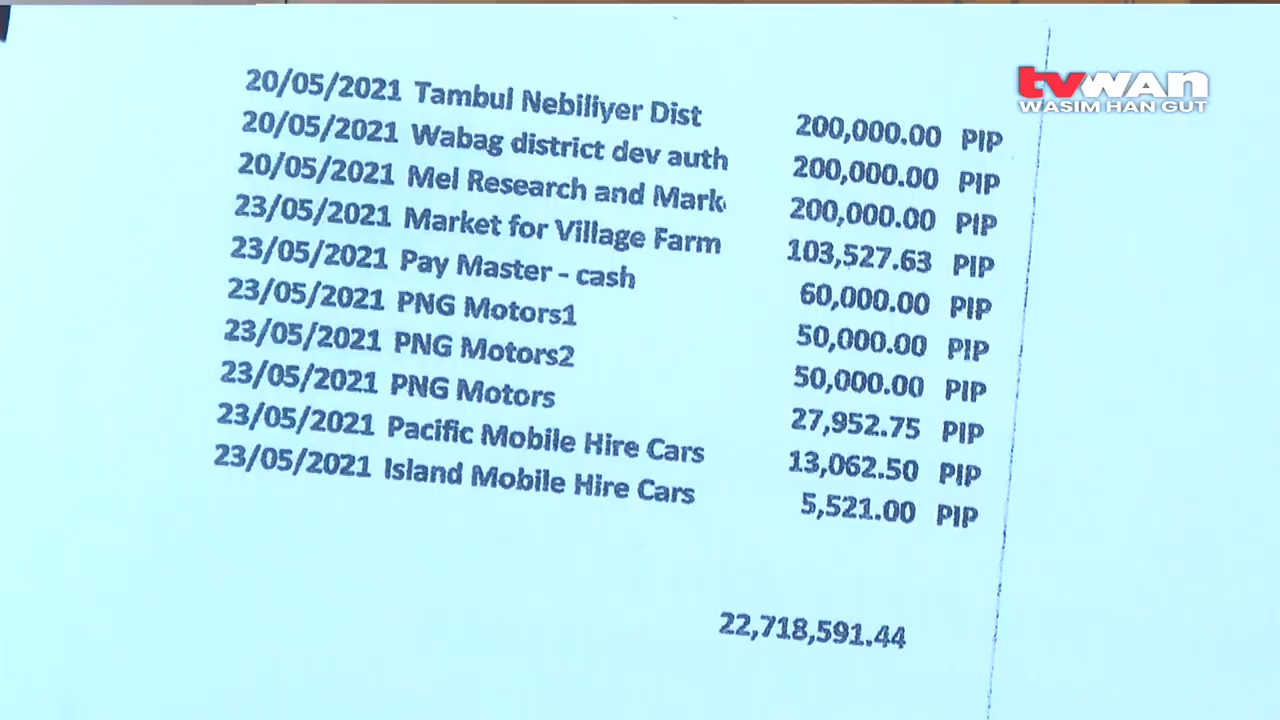 tvwan
WASIM HAN GUT
20/05/2021 Tambul Nebiliyer Dist 200,000.00 PIP
20/05/2021 Wabag district dev auth 200,000.00 PIP
20/05/2021 Mel Research and Mark 200,000.00 PIP
23/05/2021 Market for Village Farm 103,527.63 PIP
23/05/2021 Pay Master - cash 60,000.00 PIP
23/05/2021 PNG Motors1 50,000.00 PIP
23/05/2021 PNG Motors2 50,000.00 PIP
23/05/2021 PNG Motors 27,952.75 PIP
23/05/2021 Pacific Mobile Hire Cars 13,062.50 PIP
23/05/2021 Island Mobile Hire Cars 5,521.00 PIP
22,718,591.44